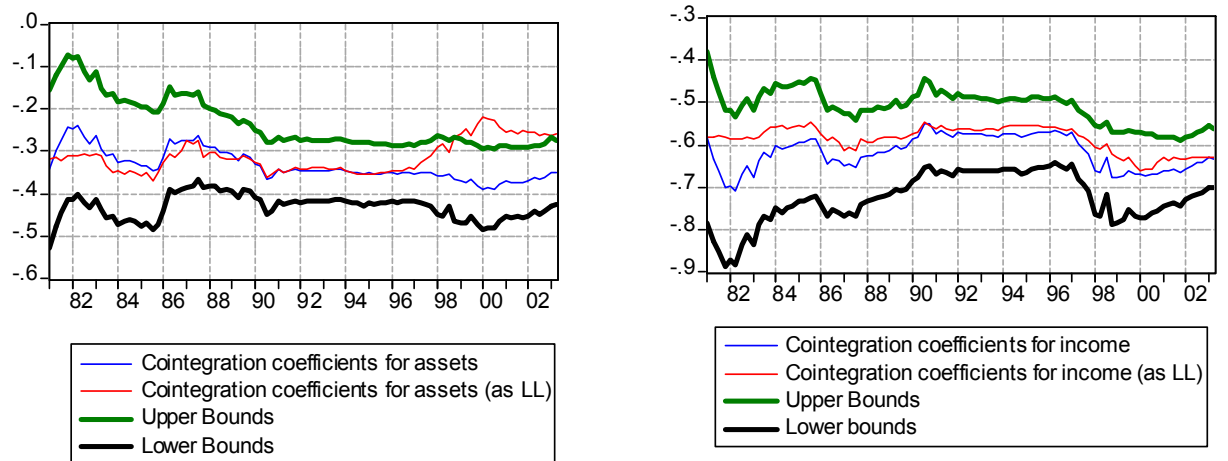 .0
-.1
-.2
-.3
-.4
-.5
-.6
82 84 86 88 90 92 94 96 98 00 02
Cointegration coefficients for assets
Cointegration coefficients for assets (as LL)
Upper Bounds
Lower Bounds
-.3
-.4
-.5
-.6
-.7
-.8
-.9
82 84 86 88 90 92 94 96 98 00 02
Cointegration coefficients for income
Cointegration coefficients for income (as LL)
Upper Bounds
Lower bounds